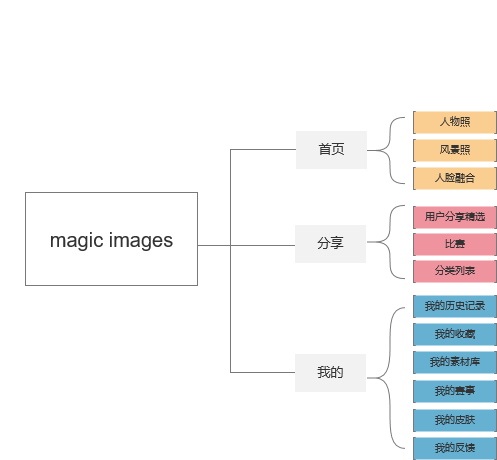 magic images
首页
人物照
风景照
人脸融合
分享
用户分享精选
比赛
分类列表
我的
我的历史记录
我的收藏
我的素材库
我的赛事
我的皮肤
我的反馈